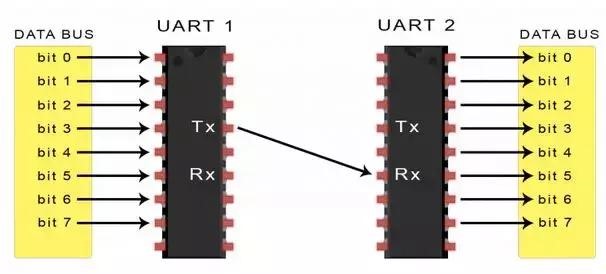 UART 1
UART 2
DATA BUS
DATA BUS
bit 0
bit 1
bit 2
bit 3
bit 4
bit 5
bit 6
bit 7
Tx
Rx
Tx
Rx
bit 0
bit 1
bit 2
bit 3
bit 4
bit 5
bit 6
bit 7